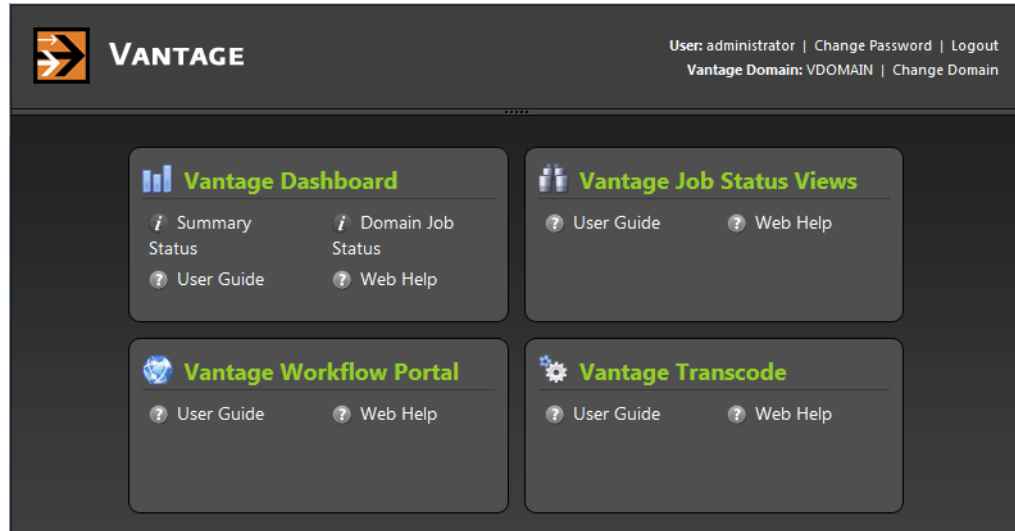 VANTAGE
User: administrator | Change Password | Logout
Vantage Domain: VDOMAIN | Change Domain
Vantage Dashboard
Summary Status
Domain Job Status
User Guide
Web Help
Vantage Job Status Views
User Guide
Web Help
Vantage Workflow Portal
User Guide
Web Help
Vantage Transcode
User Guide
Web Help